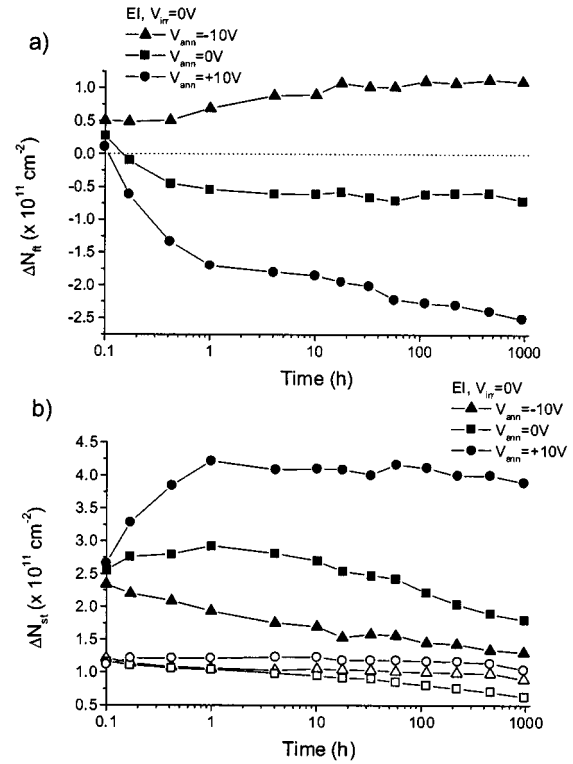 a)
EI, V_irr=0V
V_ann=-10V
V_ann=0V
V_ann=+10V
ΔN_ft (x 10^11 cm^-2)
1.0
0.5
0.0
-0.5
-1.0
-1.5
-2.0
-2.5
0.1 1 10 100 1000
Time (h)
b)
EI, V_irr=0V
V_ann=-10V
V_ann=0V
V_ann=+10V
ΔN_st (x 10^11 cm^-2)
4.5
4.0
3.5
3.0
2.5
2.0
1.5
1.0
0.5
0.1 1 10 100 1000
Time (h)